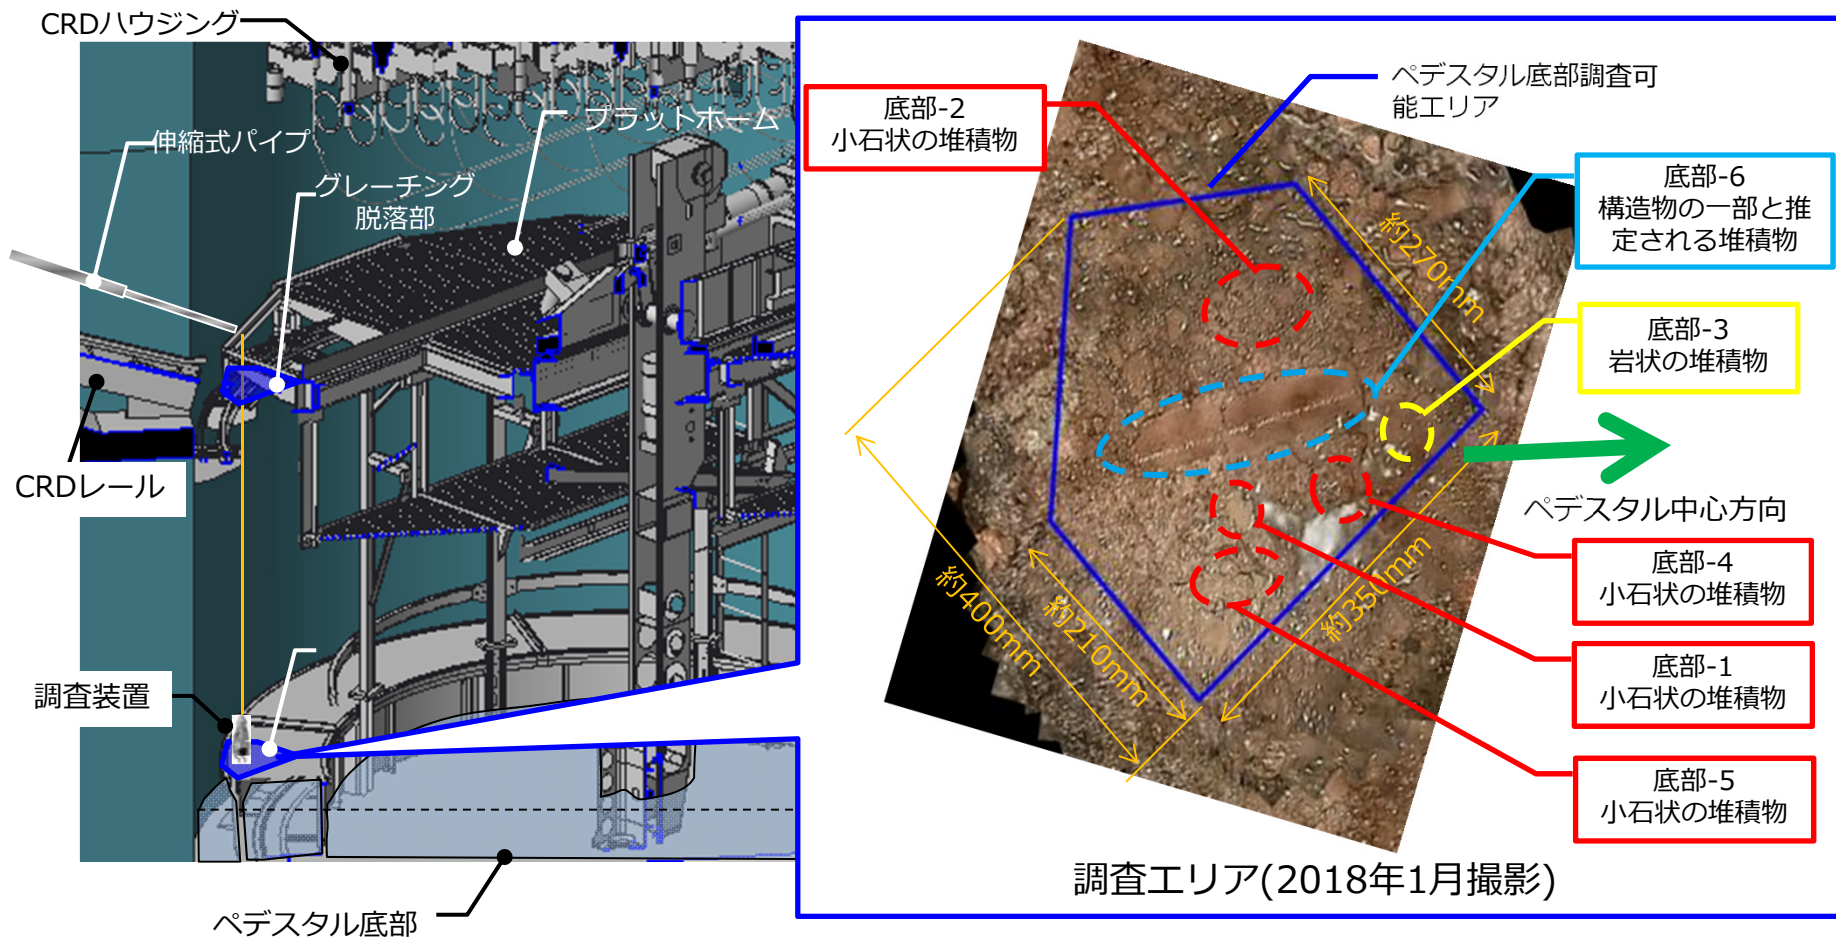 CRDハウジング
プラットホーム
伸縮式パイプ
グレーチング
脱落部
CRDレール
調査装置
ペデスタル底部
底部-2
小石状の堆積物
ペデスタル底部調査可
能エリア
底部-6
構造物の一部と推
定される堆積物
約270mm
底部-3
岩状の堆積物
ペデスタル中心方向
約400mm
約210mm
約350mm
底部-4
小石状の堆積物
底部-1
小石状の堆積物
底部-5
小石状の堆積物
調査エリア(2018年1月撮影)